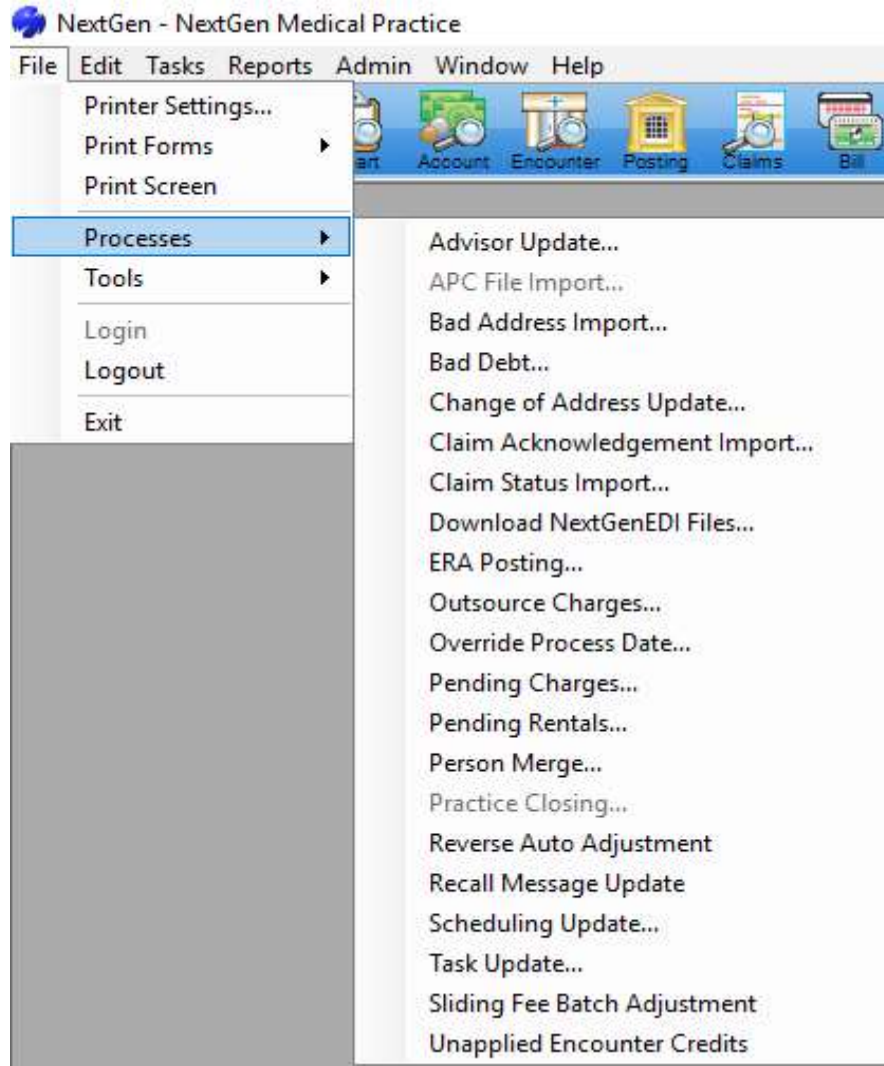 NextGen - NextGen Medical Practice
File Edit Tasks Reports Admin Window Help
Printer Settings...
Print Forms
Print Screen
Processes
Tools
Login
Logout
Exit
art Account Encounter Posting Claims Bill
Advisor Update...
APC File Import...
Bad Address Import...
Bad Debt...
Change of Address Update...
Claim Acknowledgement Import...
Claim Status Import...
Download NextGenEDI Files...
ERA Posting...
Outsource Charges...
Override Process Date...
Pending Charges...
Pending Rentals...
Person Merge...
Practice Closing...
Reverse Auto Adjustment
Recall Message Update
Scheduling Update...
Task Update...
Sliding Fee Batch Adjustment
Unapplied Encounter Credits